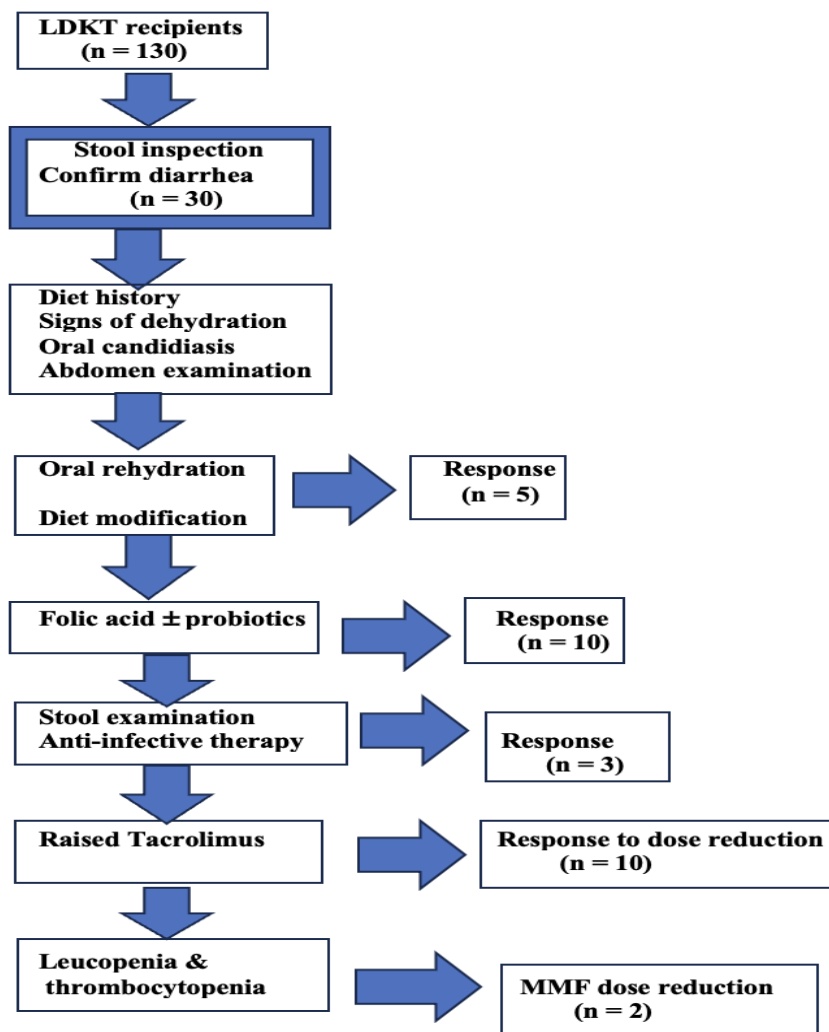 LDKT recipients
(n = 130)
Stool inspection
Confirm diarrhea
(n = 30)
Diet history
Signs of dehydration
Oral candidiasis
Abdomen examination
Oral rehydration
Diet modification
Response
(n = 5)
Folic acid ± probiotics
Response
(n = 10)
Stool examination
Anti-infective therapy
Response
(n = 3)
Raised Tacrolimus
Response to dose reduction
(n = 10)
Leucopenia &
thrombocytopenia
MMF dose reduction
(n = 2)